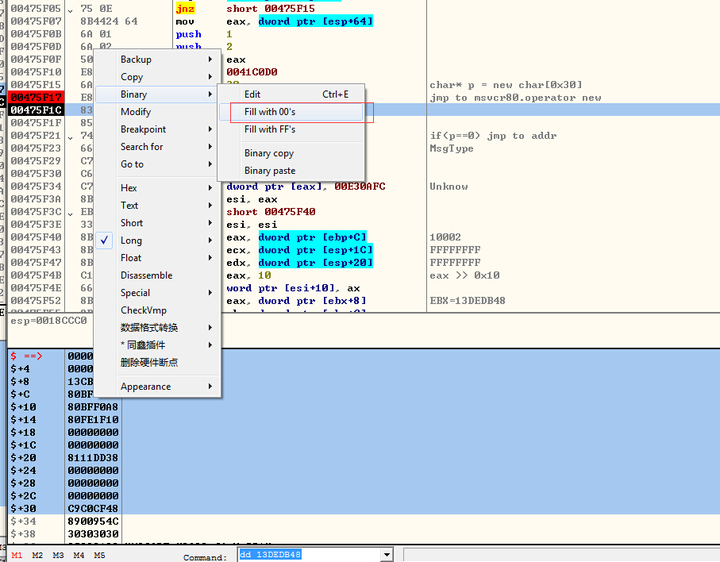 00475F05 ⌄ 75 0E jnz short 00475F15
00475F07 8B4424 64 mov eax, dword ptr [esp+64]
00475F0B 6A 01 push 1
00475F0D 6A 02 push 2
00475F0F 50 eax
00475F10 E8 0041C0D0
00475F15 6A char* p = new char[0x30]
00475F17 E8 jmp to msvcr80.operator new
00475F1C 83
00475F1F 85
00475F21 ⌄ 74 if(p==0) jmp to addr
00475F23 66 MsgType
00475F29 C7
00475F30 C6
00475F34 C7 dword ptr [eax], 00E30AFC Unknow
00475F3A 8B esi, eax
00475F3C ⌄ EB short 00475F40
00475F3E 33 esi, esi
00475F40 8B eax, dword ptr [ebp+C] 10002
00475F43 8B ecx, dword ptr [esp+1C] FFFFFFFF
00475F47 8B edx, dword ptr [esp+20] FFFFFFFF
00475F4B C1 eax, 10 eax >> 0x10
00475F4E 66 word ptr [esi+10], ax
00475F52 8B eax, dword ptr [ebx+8] EBX=13DEDB48
Backup
Copy
Binary
Modify
Breakpoint
Search for
Go to
Hex
Text
Short
Long
Float
Disassemble
Special
CheckVmp
数据格式转换
* 同鑫插件
删除硬件断点
Appearance
Edit Ctrl+E
Fill with 00's
Fill with FF's
Binary copy
Binary paste
esp=0018CCC0
$ ==> 0000
$+4 0000
$+8 13CB
$+C 80BF
$+10 80BFF0A8
$+14 80FE1F10
$+18 00000000
$+1C 00000000
$+20 8111DD38
$+24 00000000
$+28 00000000
$+2C 00000000
$+30 C9C0CF48
$+34 8900954C
$+38 30303030
M1 M2 M3 M4 M5 Command: dd 13DEDB48